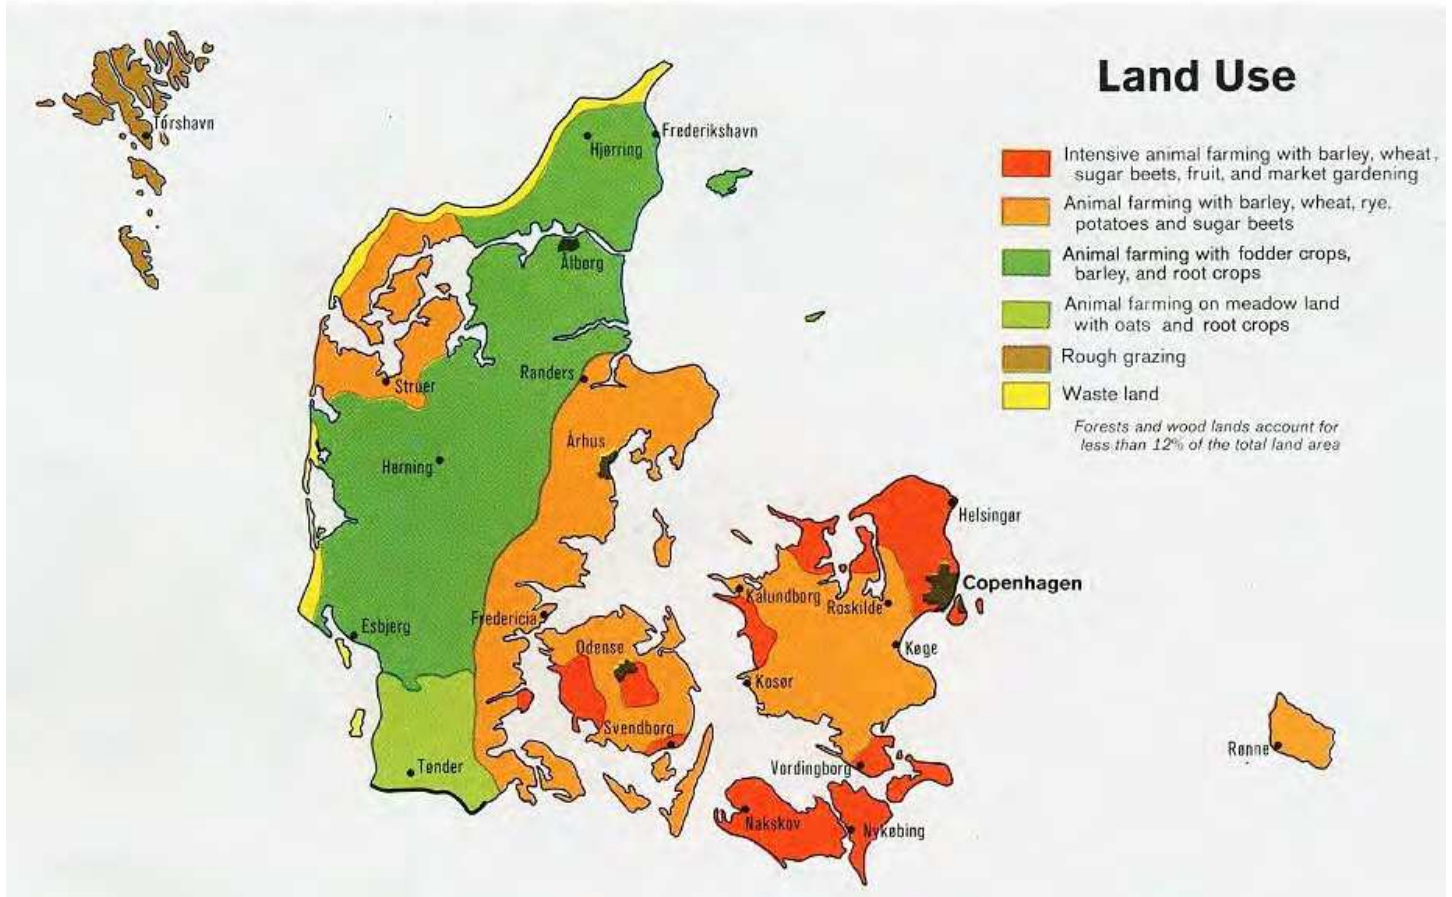 Land Use
Intensive animal farming with barley, wheat,
sugar beets, fruit, and market gardening
Animal farming with barley, wheat, rye,
potatoes and sugar beets
Animal farming with fodder crops,
barley, and root crops
Animal farming on meadow land
with oats and root crops
Rough grazing
Waste land
Forests and wood lands account for
less than 12% of the total land area
Tórshavn
Frederikshavn
Hjørring
Ålborg
Struer
Randers
Århus
Hørning
Helsingør
Copenhagen
Kalundborg
Roskilde
Esbjerg
Fredericia
Odense
Køge
Kosør
Svendborg
Rønne
Tønder
Vordingborg
Nakskov
Nykøbing